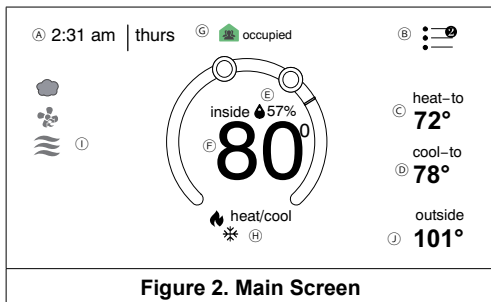 Ⓐ 2:31 am | thurs Ⓖ occupied Ⓑ 2
Ⓔ
inside 57%
Ⓕ 80°
Ⓘ
heat–to
Ⓒ 72°
cool–to
Ⓓ 78°
heat/cool
Ⓗ
outside
Ⓙ 101°
Figure 2. Main Screen